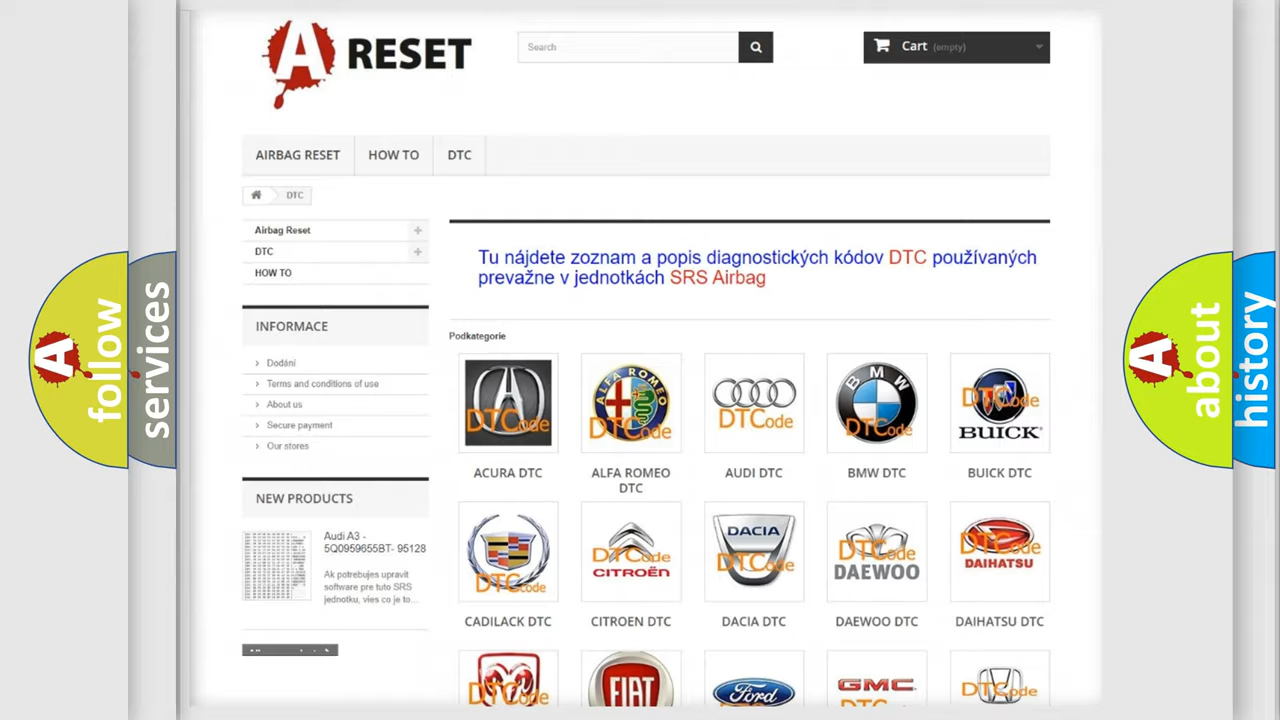 A RESET
Search
Cart (empty)
AIRBAG RESET
HOW TO
DTC
DTC
Airbag Reset
DTC
HOW TO
INFORMACE
Dodání
Terms and conditions of use
About us
Secure payment
Our stores
NEW PRODUCTS
Audi A3 -
5Q0959655BT- 95128
Ak potrebujes upravit
software pre tuto SRS
jednotku, vies co je to...
Tu nájdete zoznam a popis diagnostických kódov DTC používaných
prevažne v jednotkách SRS Airbag
Podkategorie
DTCode
ALFA ROMEO
DTCode
DTCode
BMW
DTCode
DTCode
BUICK
ACURA DTC
ALFA ROMEO
DTC
AUDI DTC
BMW DTC
BUICK DTC
DTCode
DTCode
CITROËN
DACIA
DTCode
DTCode
DAEWOO
DTCode
DAIHATSU
CADILACK DTC
CITROEN DTC
DACIA DTC
DAEWOO DTC
DAIHATSU DTC
DTCode
FIAT
Ford
GMC
DTCode
A follow
services
A about
history